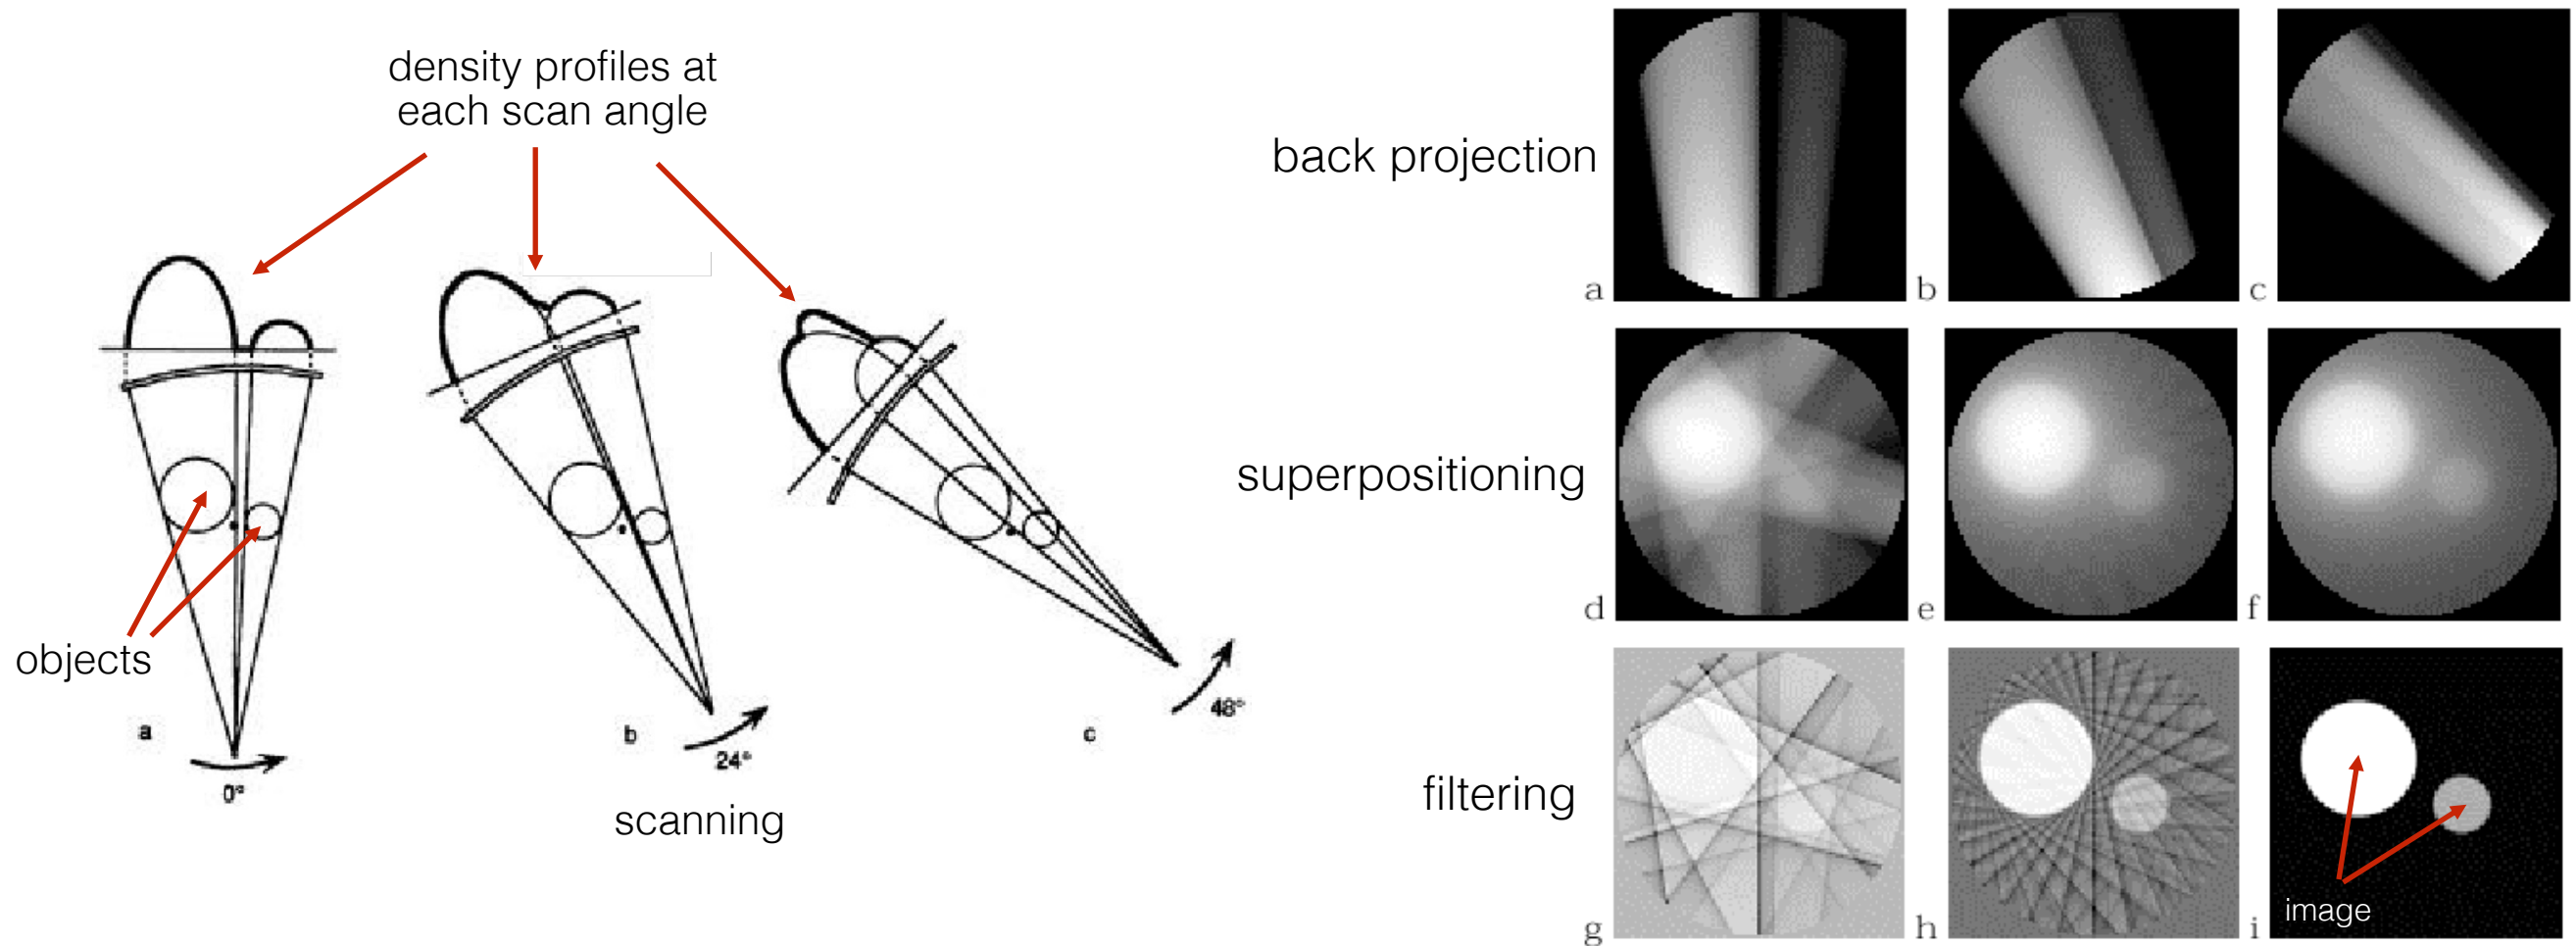 density profiles at
each scan angle
objects
a
0°
b
24°
c
48°
scanning
back projection
a
b
c
superpositioning
d
e
f
filtering
g
h
i
image